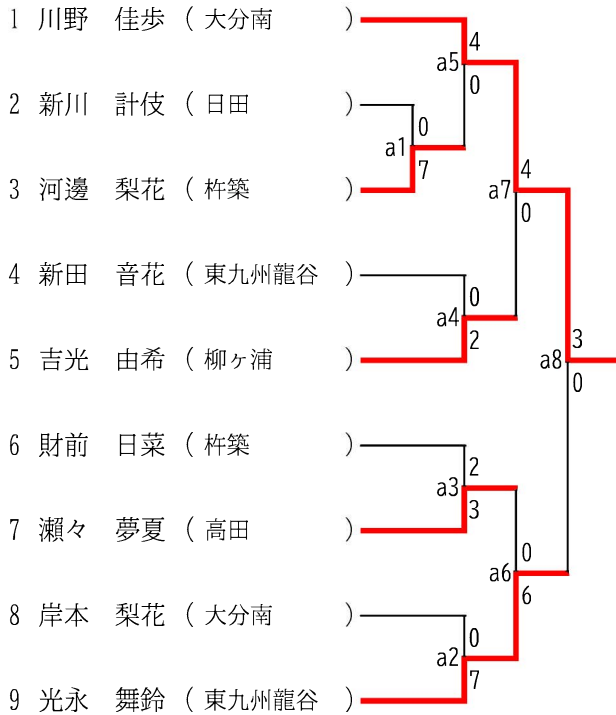 1 川野 佳歩 ( 大分南 )
4
a5
0
2 新川 計伎 ( 日田 )
0
a1
7
3 河邊 梨花 ( 杵築 )
4
a7
0
4 新田 音花 ( 東九州龍谷 )
0
a4
2
5 吉光 由希 ( 柳ヶ浦 )
3
a8
0
6 財前 日菜 ( 杵築 )
2
a3
3
7 瀬々 夢夏 ( 高田 )
0
a6
6
8 岸本 梨花 ( 大分南 )
0
a2
7
9 光永 舞鈴 ( 東九州龍谷 )